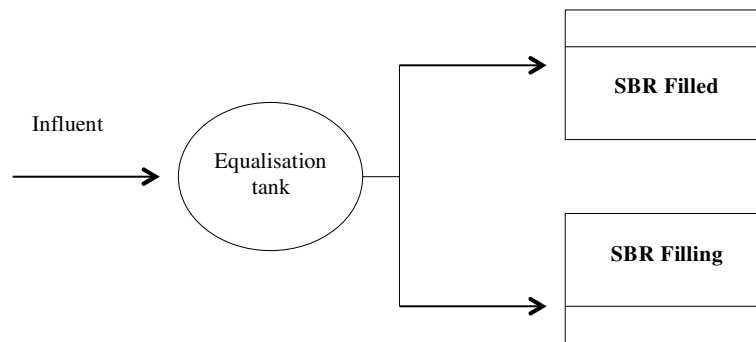 Influent
Equalisation
tank
SBR Filled
SBR Filling